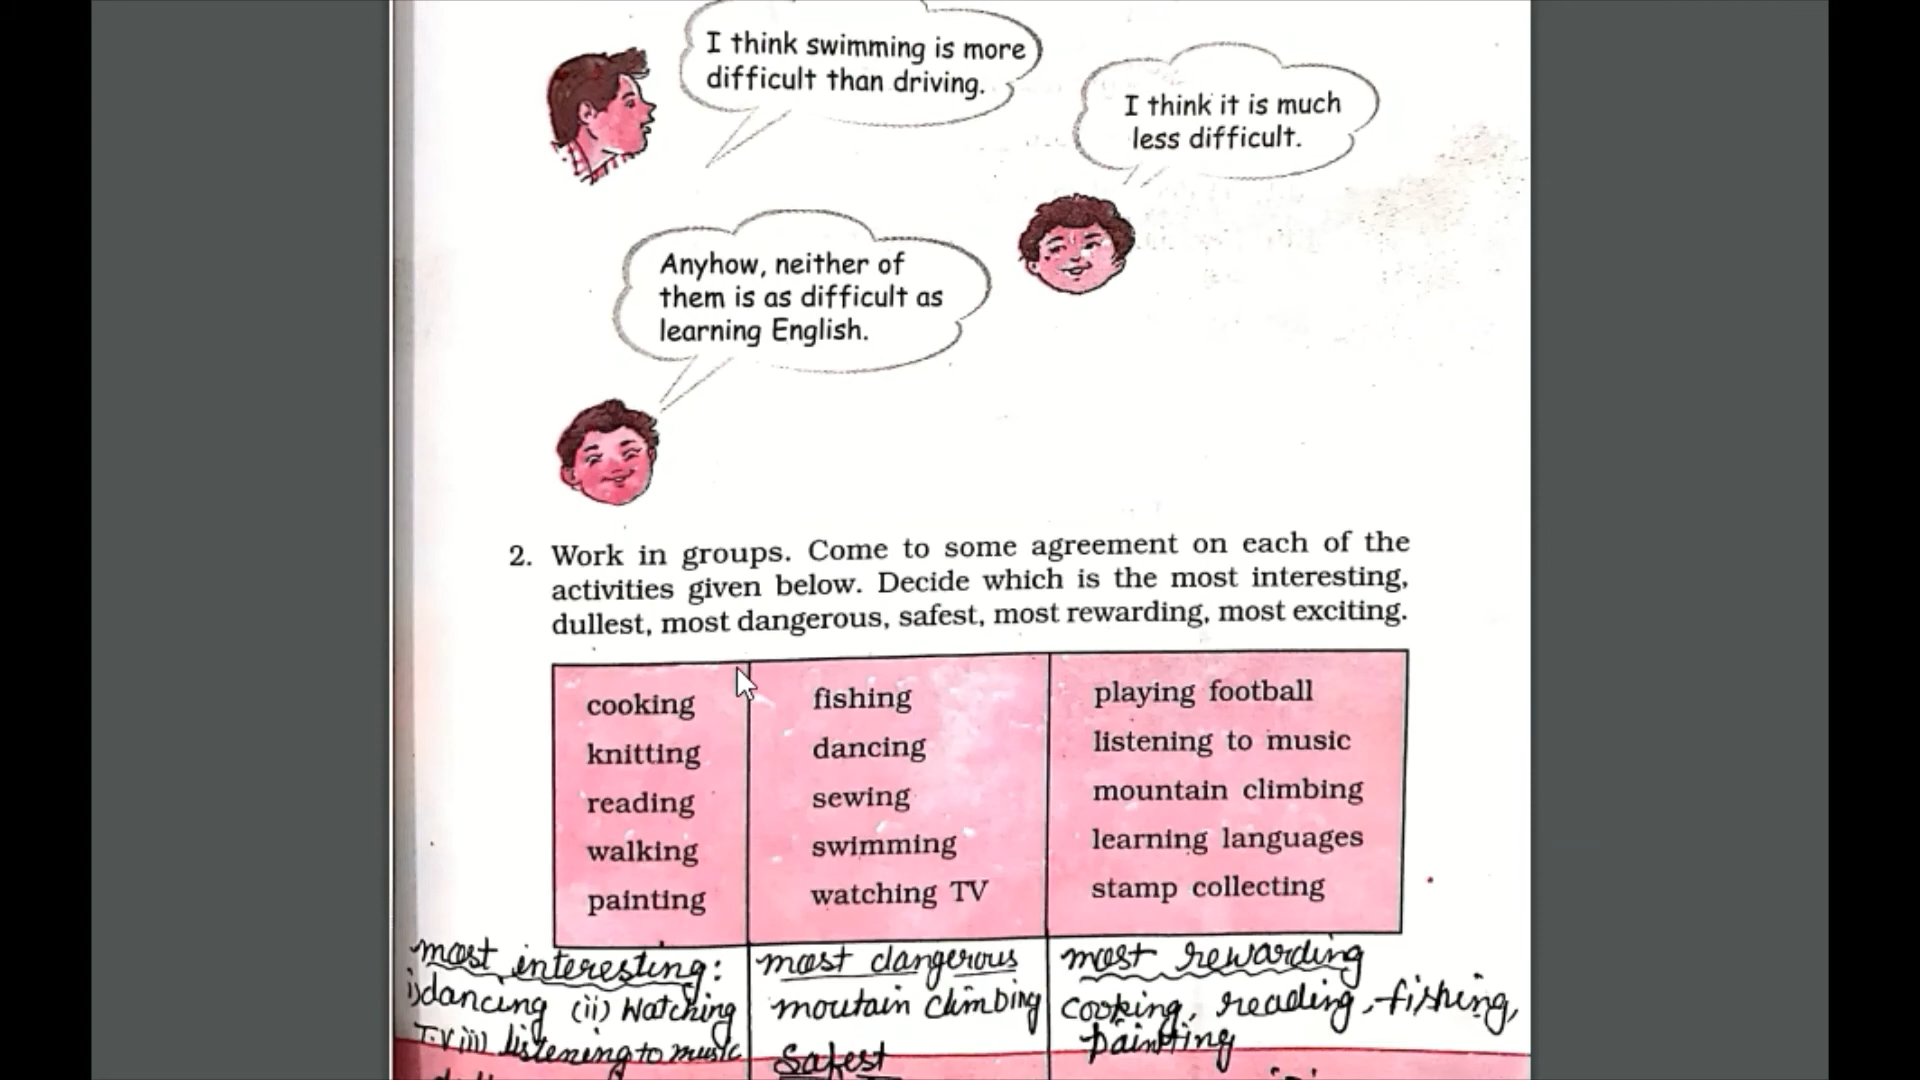 I think swimming is more
difficult than driving.
I think it is much
less difficult.
Anyhow, neither of
them is as difficult as
learning English.
2. Work in groups. Come to some agreement on each of the
activities given below. Decide which is the most interesting,
dullest, most dangerous, safest, most rewarding, most exciting.
cooking fishing playing football
knitting dancing listening to music
reading sewing mountain climbing
walking swimming learning languages
painting watching TV stamp collecting
most interesting:
i) dancing (ii) Watching
T.V iii) listening to music
most dangerous
moutain climbing
Safest
most rewarding
cooking, reading, fishing,
painting